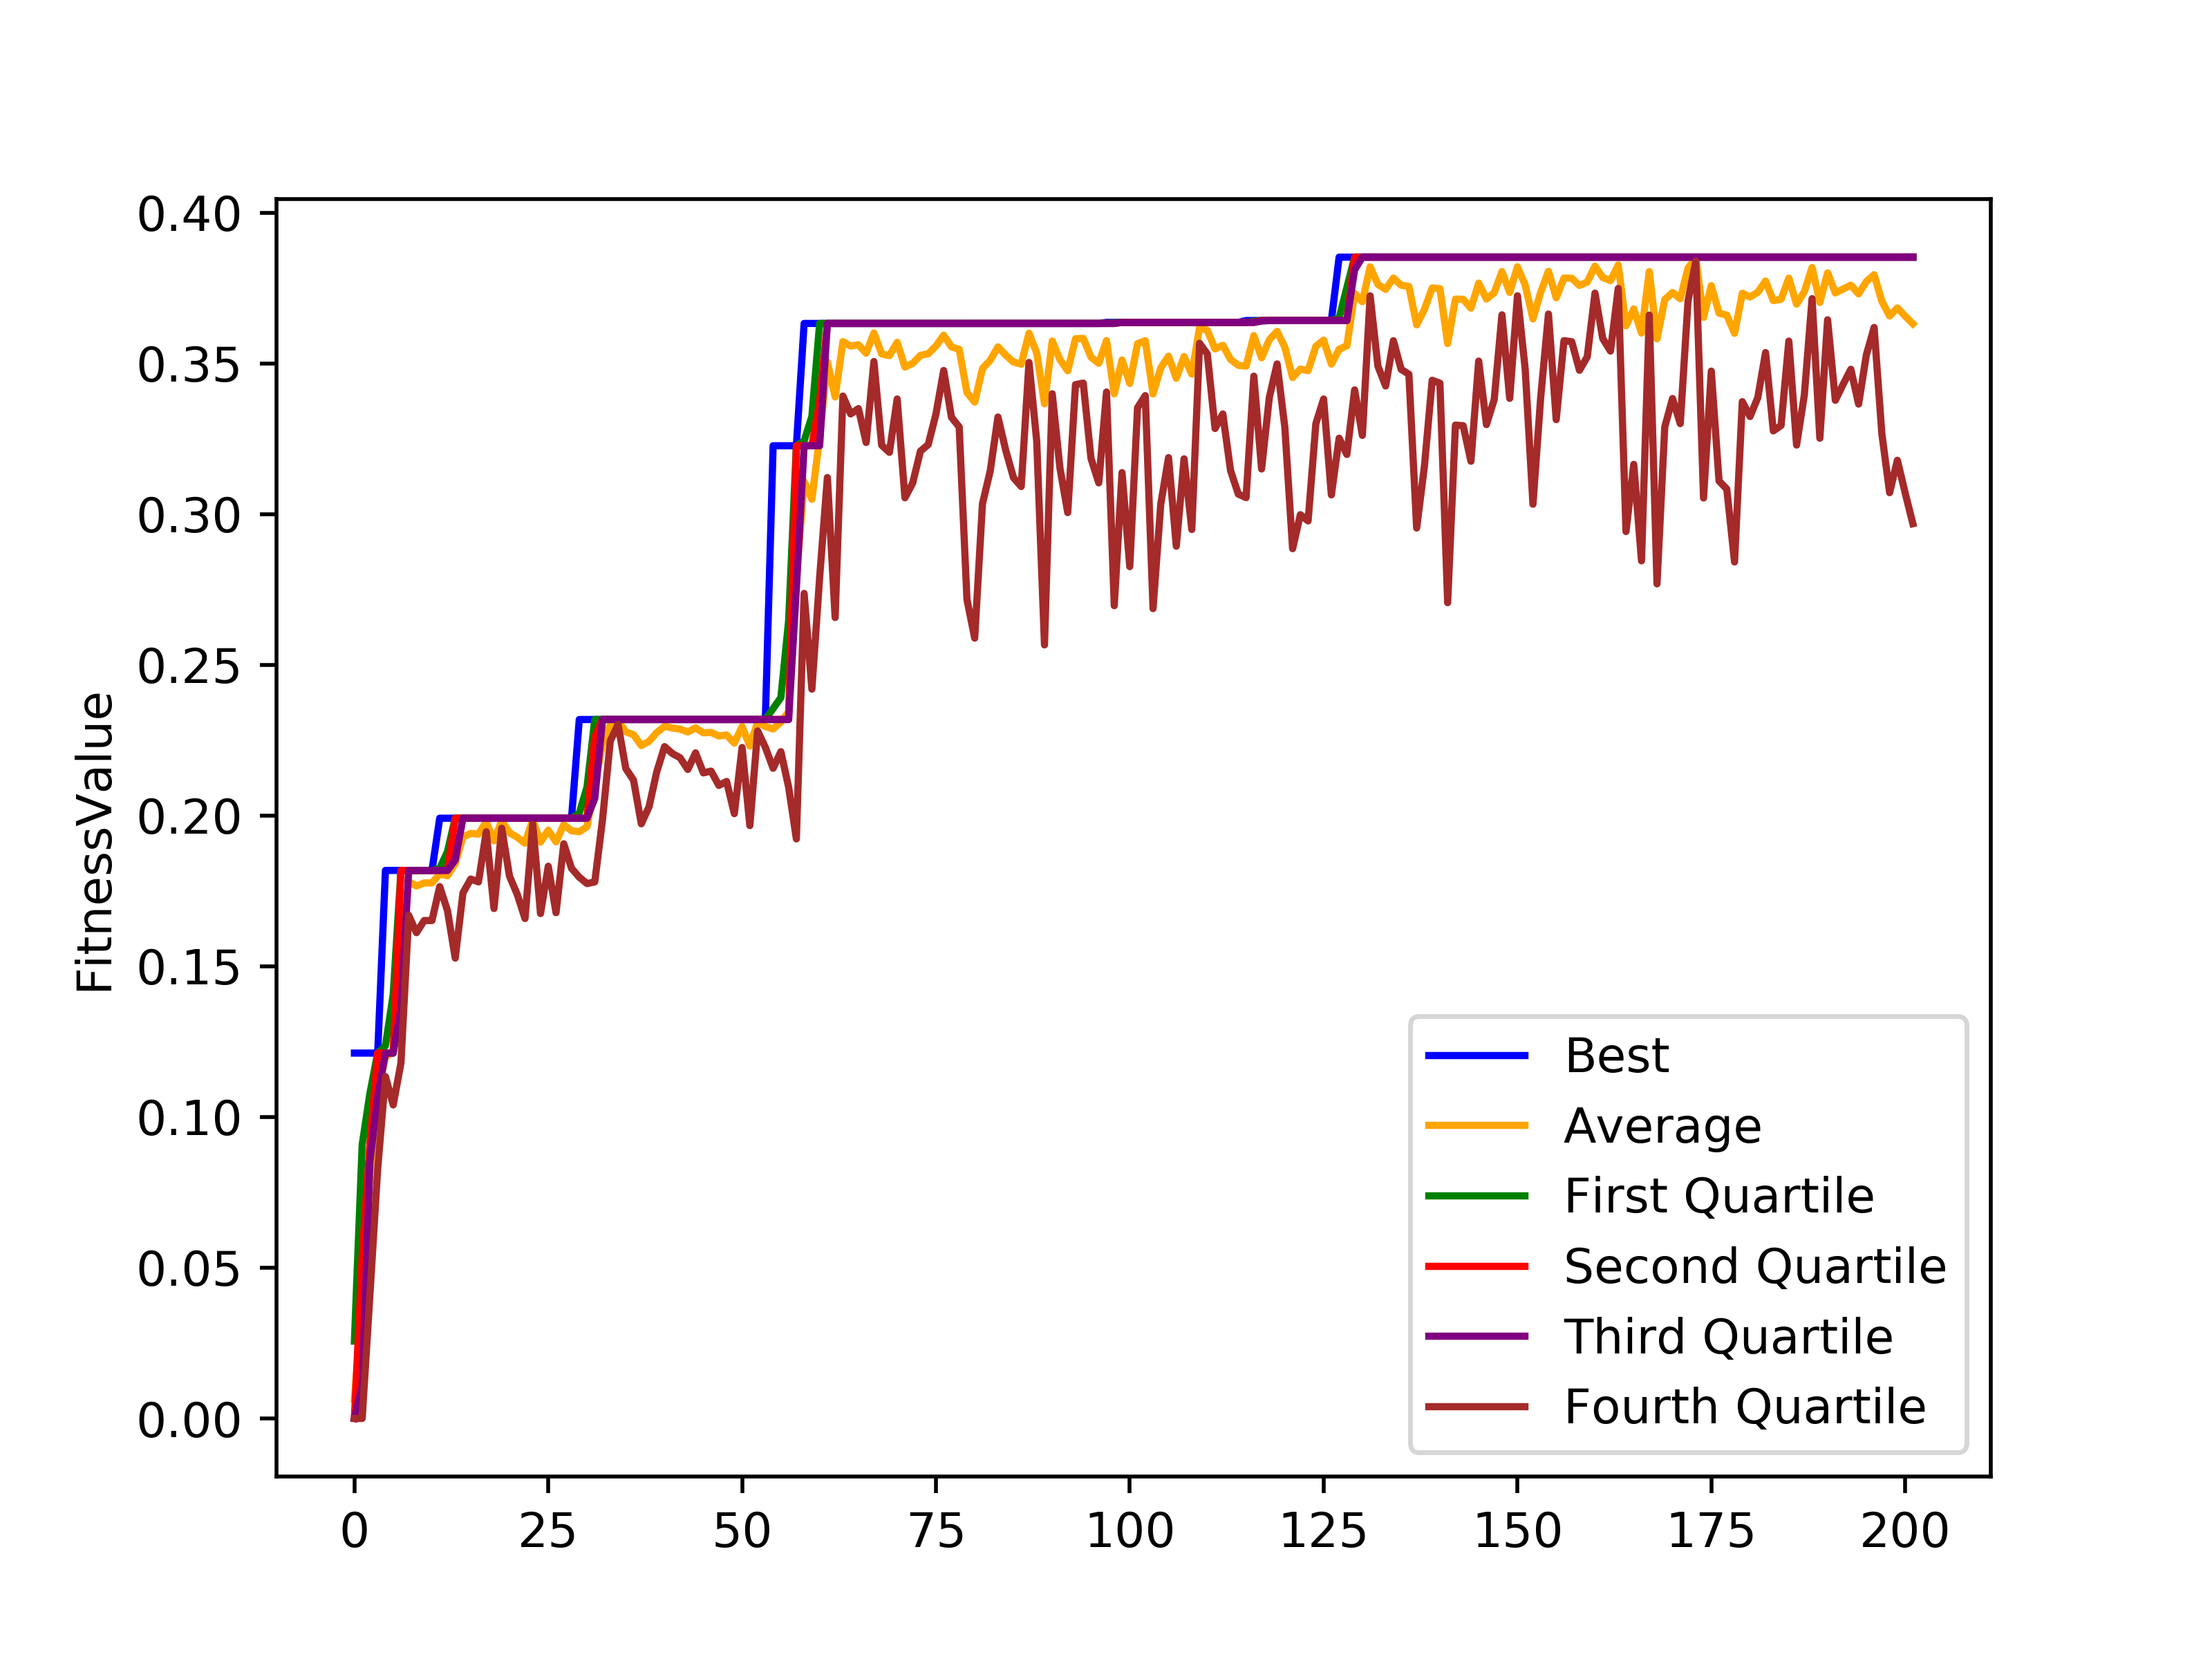 0.40
0.35
0.30
0.25
0.20
0.15
0.10
0.05
0.00
FitnessValue
0 25 50 75 100 125 150 175 200
Best
Average
First Quartile
Second Quartile
Third Quartile
Fourth Quartile